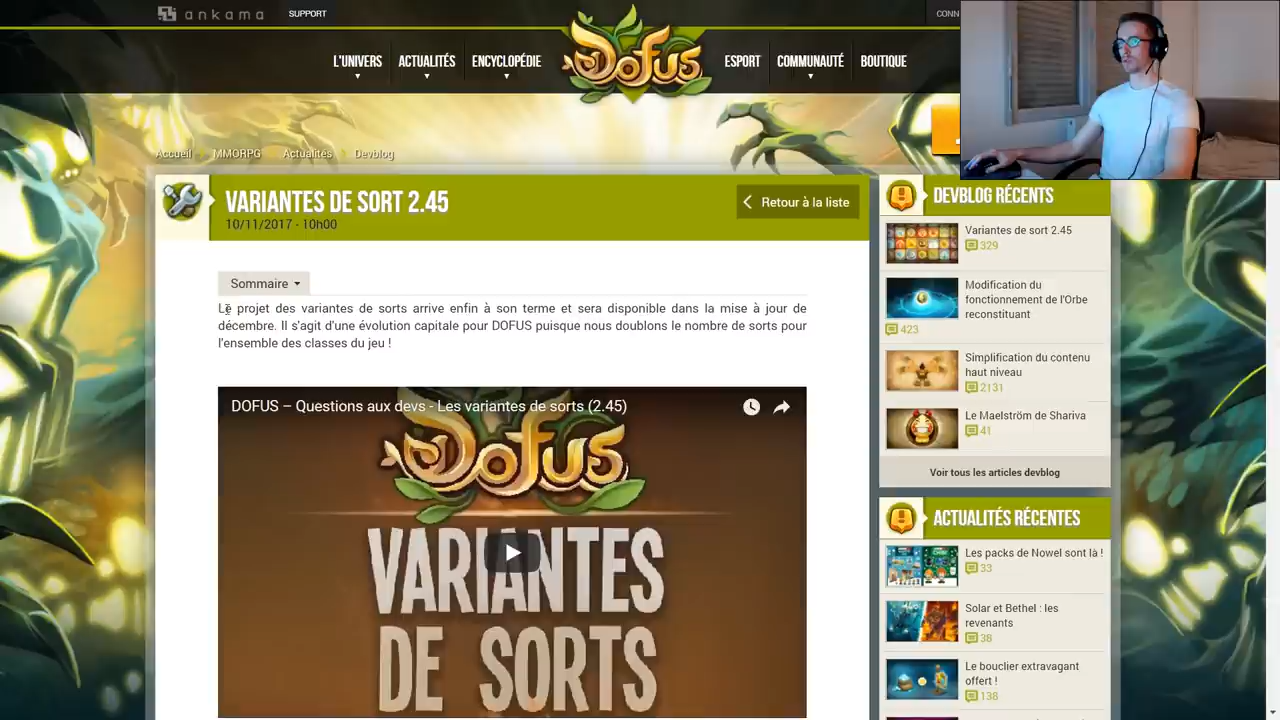 ankama
SUPPORT
CONN
L'UNIVERS
ACTUALITÉS
ENCYCLOPÉDIE
DOFUS
ESPORT
COMMUNAUTÉ
BOUTIQUE
Accueil
MMORPG
Actualités
Devblog
VARIANTES DE SORT 2.45
10/11/2017 - 10h00
Retour à la liste
Sommaire
Le projet des variantes de sorts arrive enfin à son terme et sera disponible dans la mise à jour de
décembre. Il s'agit d'une évolution capitale pour DOFUS puisque nous doublons le nombre de sorts pour
l'ensemble des classes du jeu !
DOFUS – Questions aux devs - Les variantes de sorts (2.45)
DOFUS
VARIANTES
DE SORTS
DEVBLOG RÉCENTS
Variantes de sort 2.45
329
Modification du
fonctionnement de l'Orbe
reconstituant
423
Simplification du contenu
haut niveau
2131
Le Maelström de Shariva
41
Voir tous les articles devblog
ACTUALITÉS RÉCENTES
Les packs de Nowel sont là !
33
Solar et Bethel : les
revenants
38
Le bouclier extravagant
offert !
138